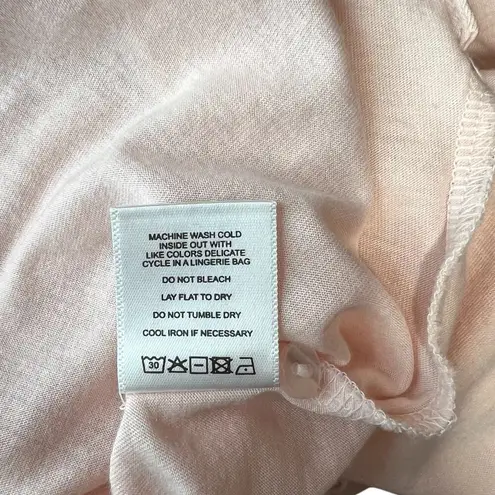 MACHINE WASH COLD
INSIDE OUT WITH
LIKE COLORS DELICATE
CYCLE IN A LINGERIE BAG
DO NOT BLEACH
LAY FLAT TO DRY
DO NOT TUMBLE DRY
COOL IRON IF NECESSARY
30